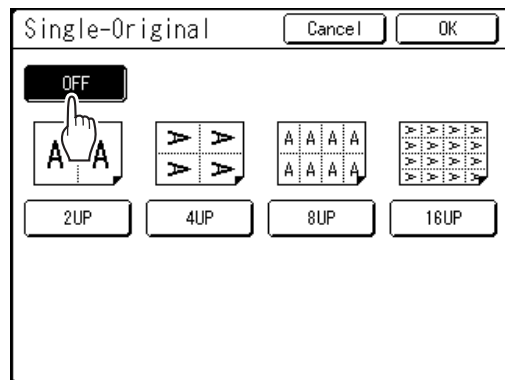 Single-Original Cancel OK
OFF
A A A A A A A A A A
A A A A A A A A
A A A A
A A A A A A A A
A A A A
2UP 4UP 8UP 16UP